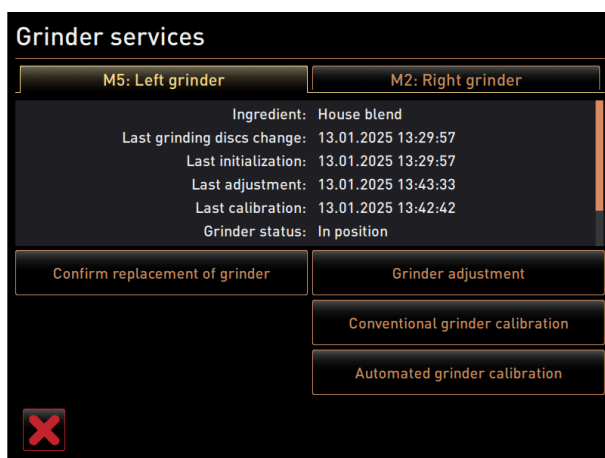 Grinder services
M5: Left grinder
M2: Right grinder
Ingredient: House blend
Last grinding discs change: 13.01.2025 13:29:57
Last initialization: 13.01.2025 13:29:57
Last adjustment: 13.01.2025 13:43:33
Last calibration: 13.01.2025 13:42:42
Grinder status: In position
Confirm replacement of grinder
Grinder adjustment
Conventional grinder calibration
Automated grinder calibration